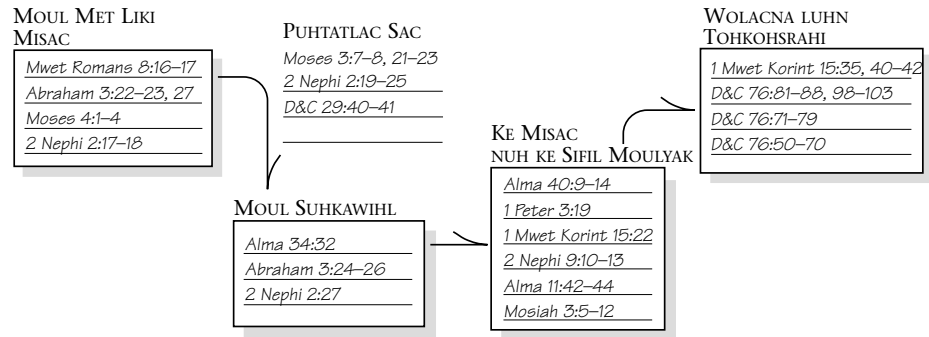 Moul Met Liki
Misac
Mwet Romans 8:16–17
Abraham 3:22–23, 27
Moses 4:1–4
2 Nephi 2:17–18
Puhtatlac Sac
Moses 3:7–8, 21–23
2 Nephi 2:19–25
D&C 29:40–41
Moul Suhkawihl
Alma 34:32
Abraham 3:24–26
2 Nephi 2:27
Ke Misac
nuh ke Sifil Moulyak
Alma 40:9–14
1 Peter 3:19
1 Mwet Korint 15:22
2 Nephi 9:10–13
Alma 11:42–44
Mosiah 3:5–12
Wolacna luhn
Tohkohsrahi
1 Mwet Korint 15:35, 40–42
D&C 76:81–88, 98–103
D&C 76:71–79
D&C 76:50–70